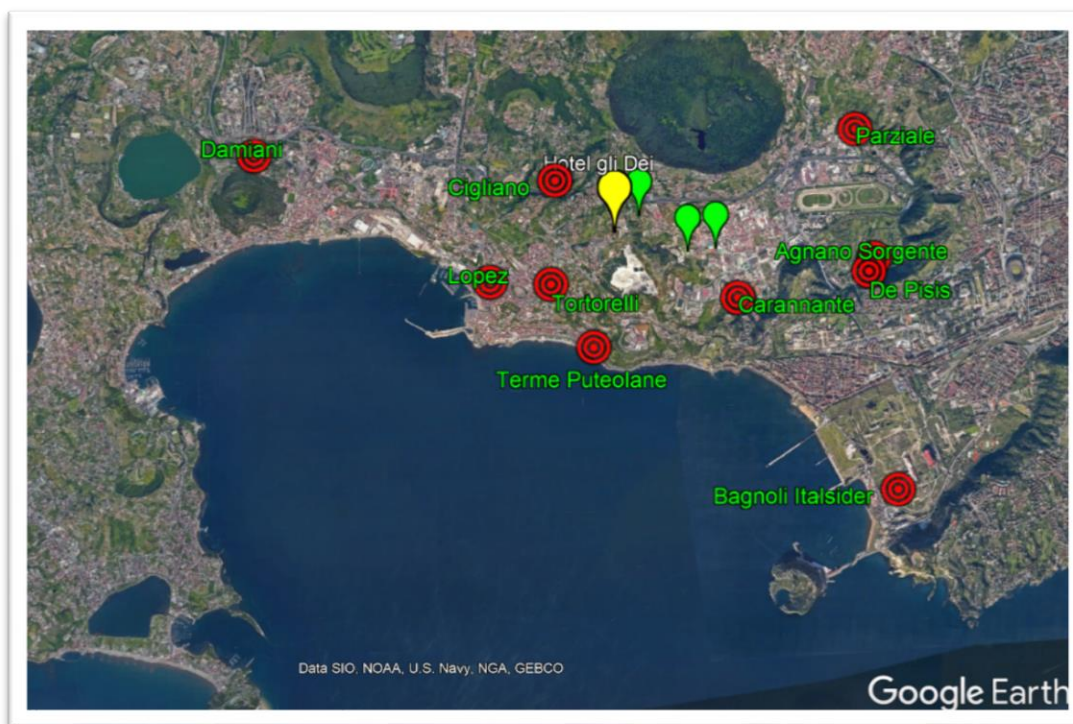 Parziale
Damiani
Hotel gli Dei
Cigliano
Agnano Sorgente
Lopez
De Pisis
Tortorelli
Carannante
Terme Puteolane
Bagnoli Italsider
Data SIO, NOAA, U.S. Navy, NGA, GEBCO
Google Earth